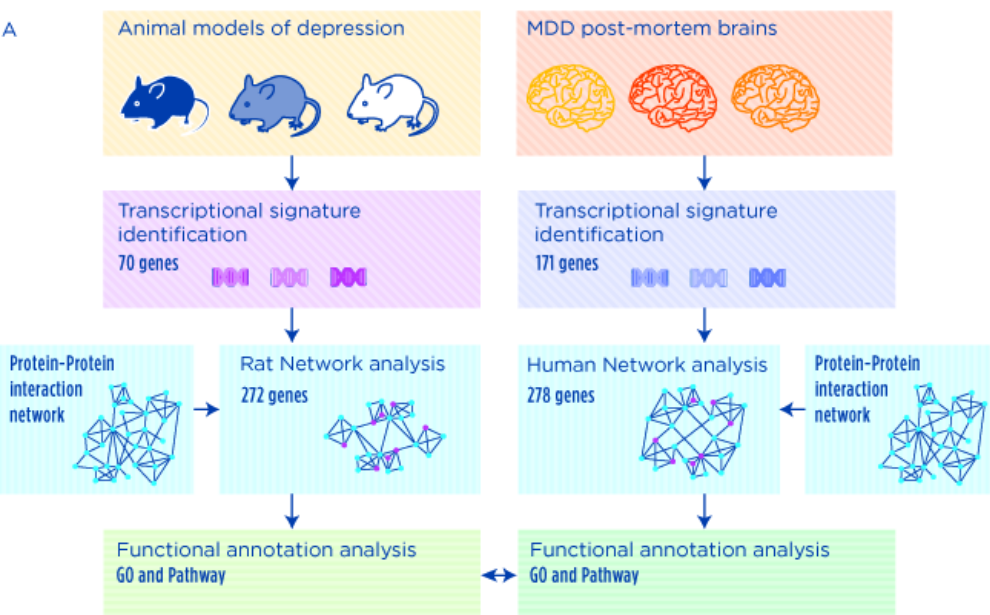 A
Animal models of depression
MDD post-mortem brains
Transcriptional signature
identification
70 genes
Transcriptional signature
identification
171 genes
Protein-Protein
interaction
network
Rat Network analysis
272 genes
Human Network analysis
278 genes
Protein-Protein
interaction
network
Functional annotation analysis
GO and Pathway
Functional annotation analysis
GO and Pathway